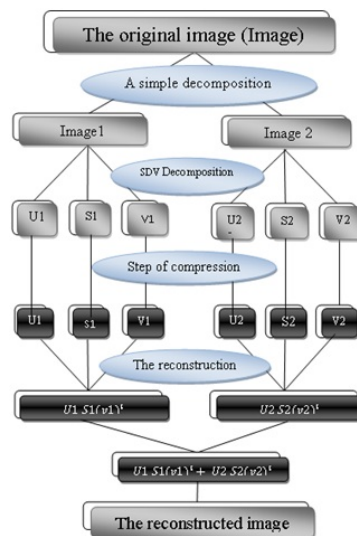 The original image (Image)
A simple decomposition
Image1 Image 2
SDV Decomposition
U1 S1 V1 U2 S2 V2
Step of compression
U1 S1 V1 U2 S2 V2
The reconstruction
U1 S1(v1)ᵗ U2 S2(v2)ᵗ
U1 S1(v1)ᵗ + U2 S2(v2)ᵗ
The reconstructed image